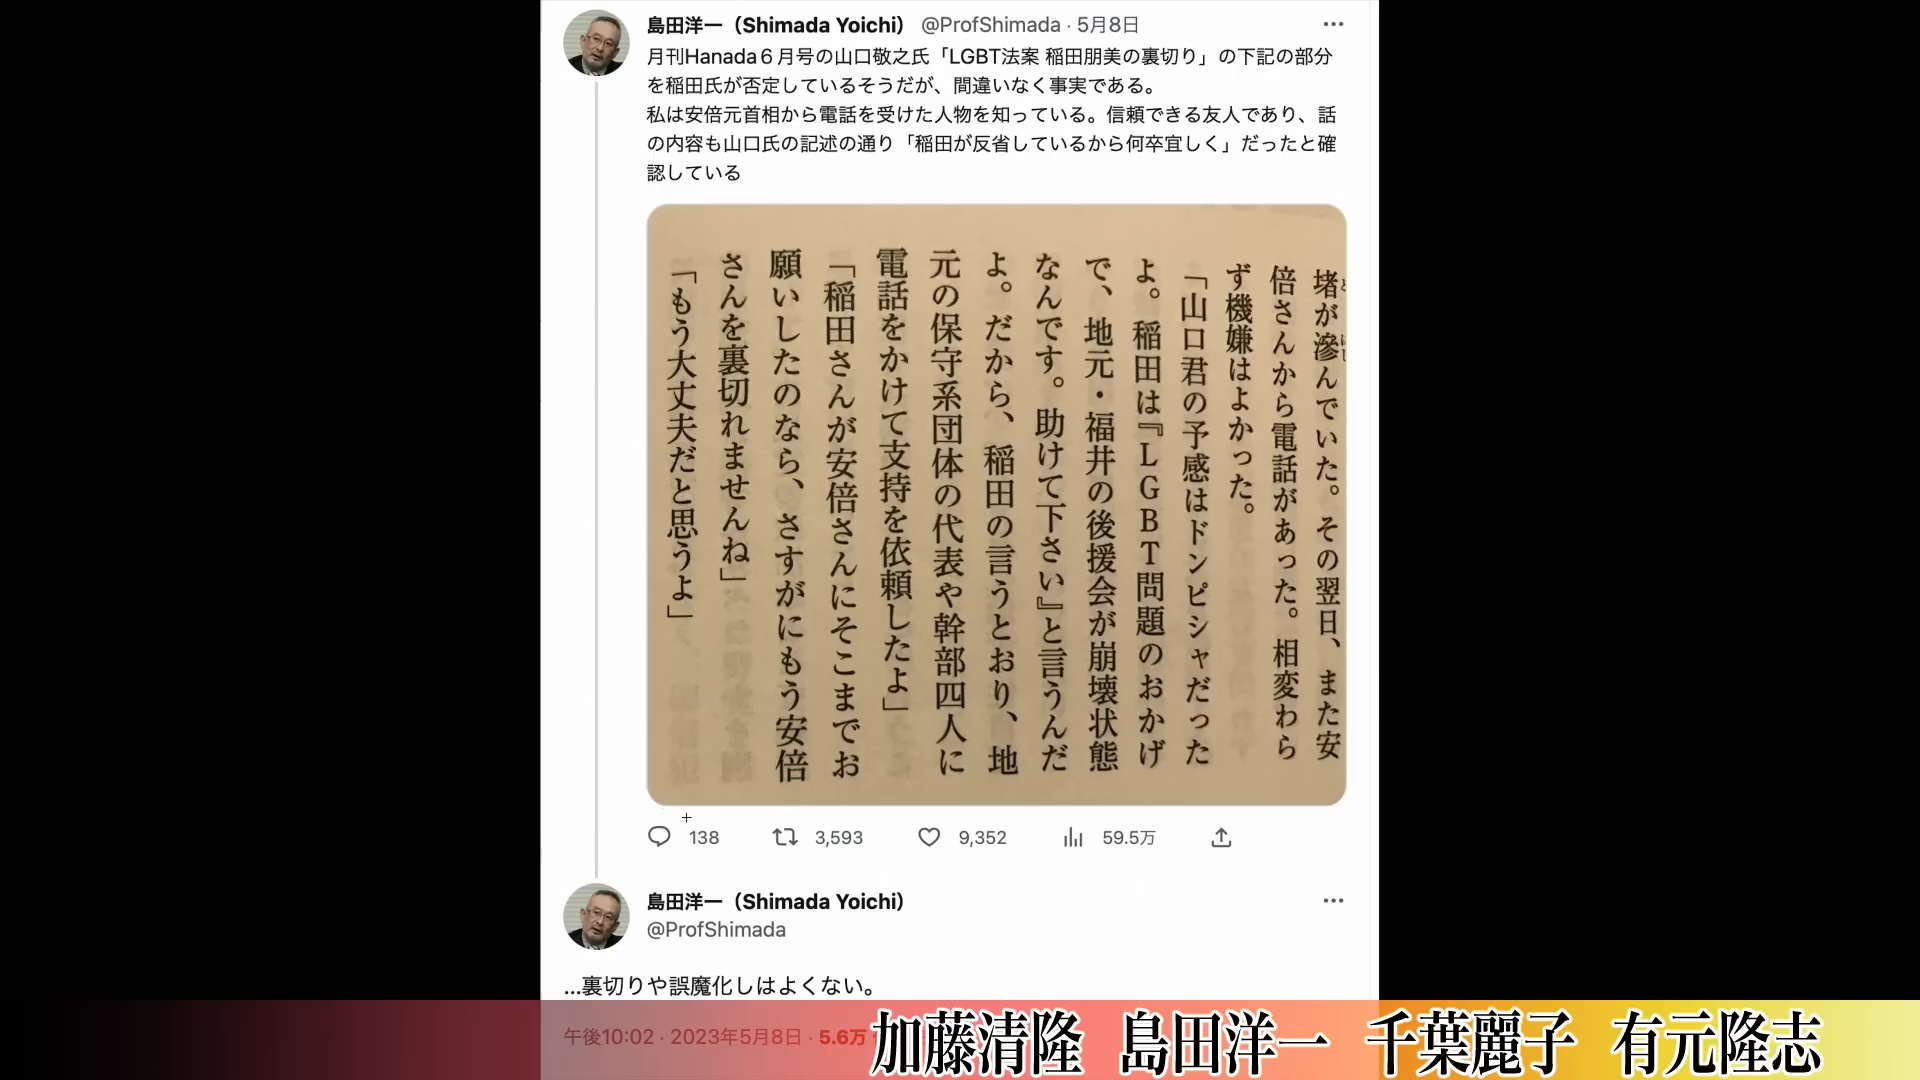 島田洋一（Shimada Yoichi） @ProfShimada · 5月8日
月刊Hanada６月号の山口敬之氏「LGBT法案 稲田朋美の裏切り」の下記の部分
を稲田氏が否定しているそうだが、間違いなく事実である。
私は安倍元首相から電話を受けた人物を知っている。信頼できる友人であり、話
の内容も山口氏の記述の通り「稲田が反省しているから何卒宜しく」だったと確
認している
堵が滲んでいた。その翌日、また安
倍さんから電話があった。相変わら
ず機嫌はよかった。
「山口君の予感はドンピシャだった
よ。稲田は『ＬＧＢＴ問題のおかげ
で、地元・福井の後援会が崩壊状態
なんです。助けて下さい』と言うんだ
よ。だから、稲田の言うとおり、地
元の保守系団体の代表や幹部四人に
電話をかけて支持を依頼したよ」
「稲田さんが安倍さんにそこまでお
願いしたのなら、さすがにもう安倍
さんを裏切れませんね」
「もう大丈夫だと思うよ」
138 3,593 9,352 59.5万
島田洋一（Shimada Yoichi）
@ProfShimada
...裏切りや誤魔化しはよくない。
午後10:02 · 2023年5月8日 · 5.6万
加藤清隆 島田洋一 千葉麗子 有元隆志